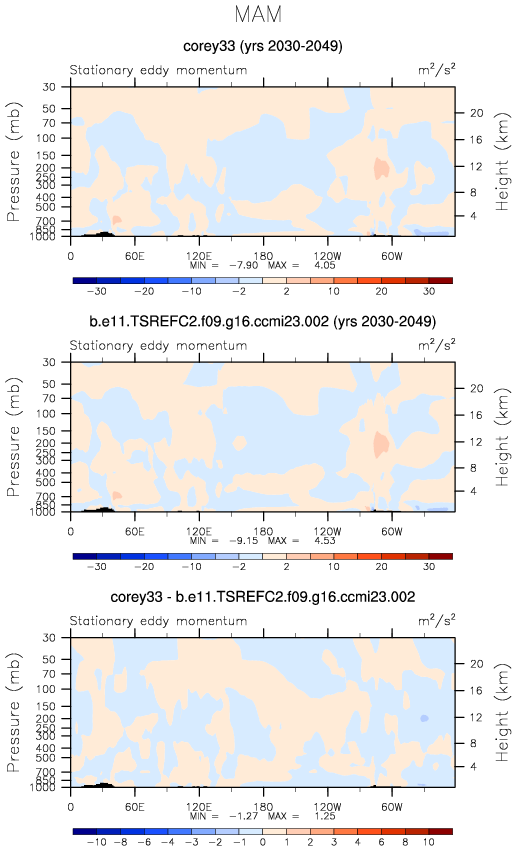 MAM
corey33 (yrs 2030-2049)
Stationary eddy momentum m²/s²
30
50
70
100
150
200
250
300
400
500
700
850
1000
Pressure (mb)
20
16
12
8
4
Height (km)
0 60E 120E 180 120W 60W
MIN = -7.90 MAX = 4.05
-30 -20 -10 -2 2 10 20 30
b.e11.TSREFC2.f09.g16.ccmi23.002 (yrs 2030-2049)
Stationary eddy momentum m²/s²
30
50
70
100
150
200
250
300
400
500
700
850
1000
Pressure (mb)
20
16
12
8
4
Height (km)
0 60E 120E 180 120W 60W
MIN = -9.15 MAX = 4.53
-30 -20 -10 -2 2 10 20 30
corey33 - b.e11.TSREFC2.f09.g16.ccmi23.002
Stationary eddy momentum m²/s²
30
50
70
100
150
200
250
300
400
500
700
850
1000
Pressure (mb)
20
16
12
8
4
Height (km)
0 60E 120E 180 120W 60W
MIN = -1.27 MAX = 1.25
-10 -8 -6 -4 -3 -2 -1 0 1 2 3 4 6 8 10